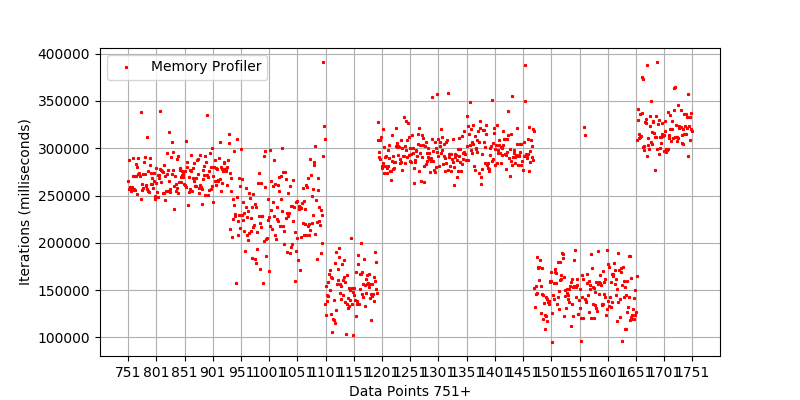 400000
Memory Profiler
350000
300000
250000
200000
150000
100000
Iterations (milliseconds)
751 801 851 901 951 1001 1051 1101 1151 1201 1251 1301 1351 1401 1451 1501 1551 1601 1651 1701 1751
Data Points 751+